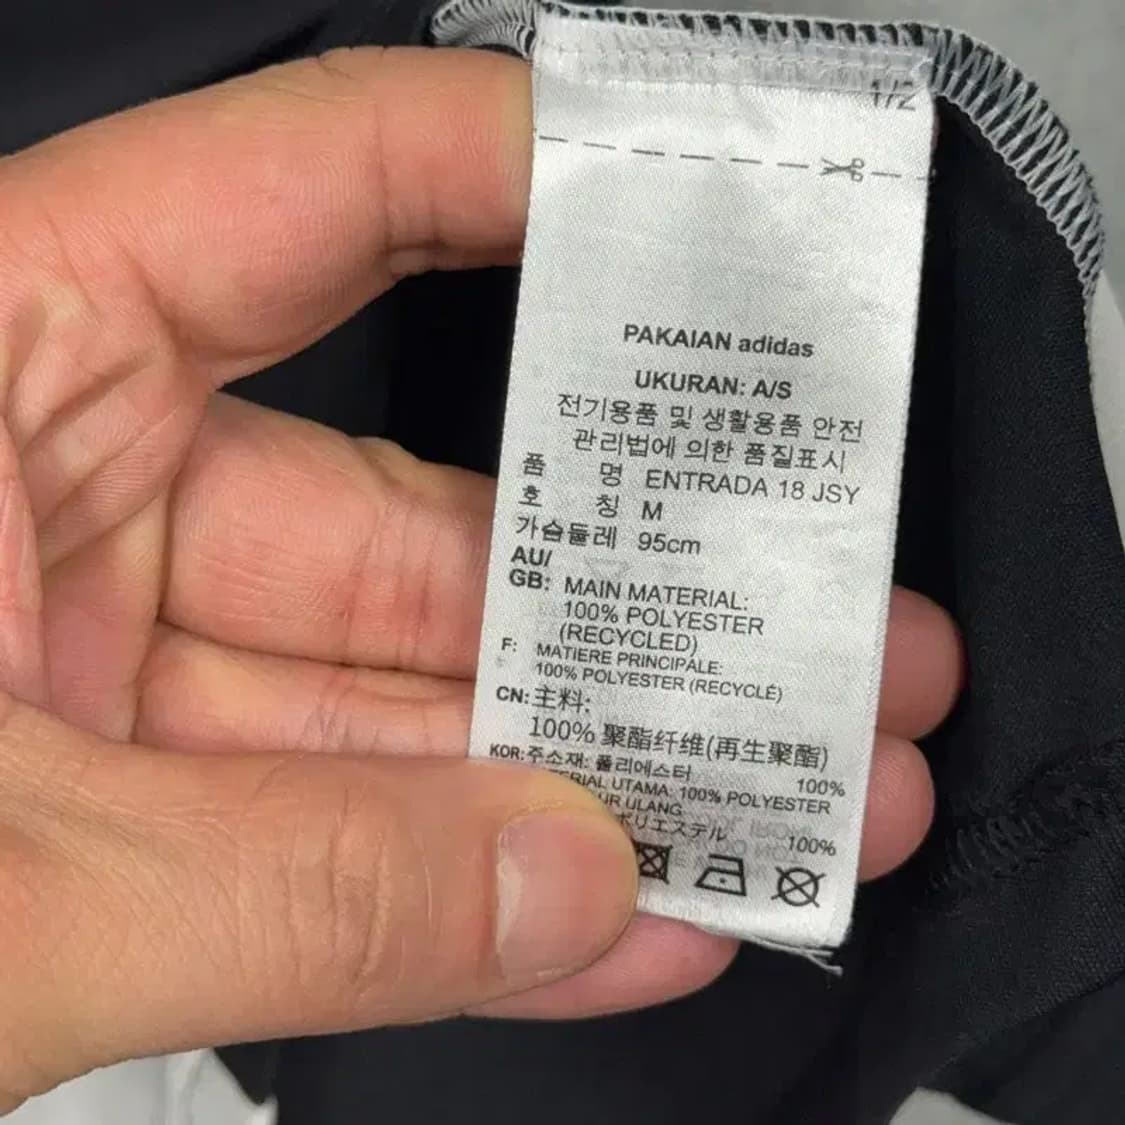 1/2
PAKAIAN adidas
UKURAN: A/S
전기용품 및 생활용품 안전
관리법에 의한 품질표시
품 명 ENTRADA 18 JSY
호 칭 M
가슴둘레 95cm
AU/
GB: MAIN MATERIAL:
100% POLYESTER
(RECYCLED)
F: MATIERE PRINCIPALE:
100% POLYESTER (RECYCLÉ)
CN: 主料:
100% 聚酯纤维(再生聚酯)
KOR: 주소재: 폴리에스터 100%
UTAMA: 100% POLYESTER
ULANG
ポリエステル 100%